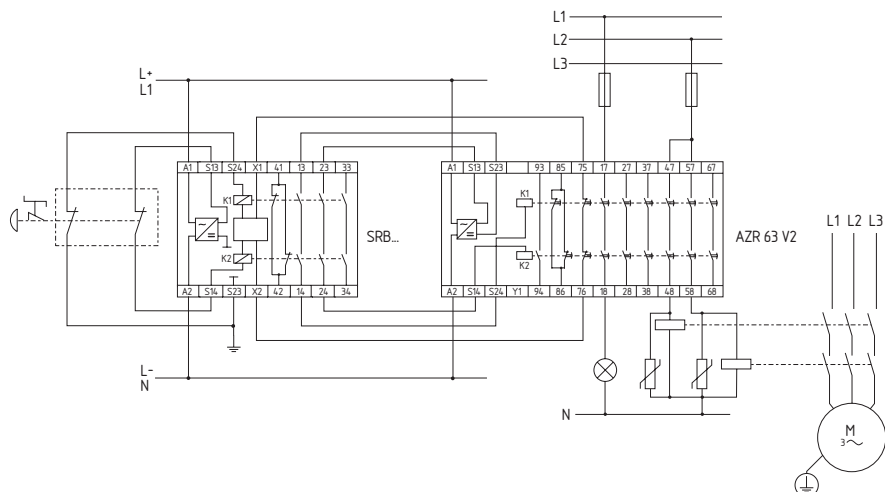 L1
L2
L3
L+
L1
A1 S13 S24 X1 41 13 23 33
K1
K2
SRB...
A2 S14 S23 X2 42 14 24 34
A1 S13 S23 93 85 75 17 27 37 47 57 67
K1
K2
AZR 63 V2
A2 S14 S24 Y1 94 86 76 18 28 38 48 58 68
L1 L2 L3
L-
N
N
M
3